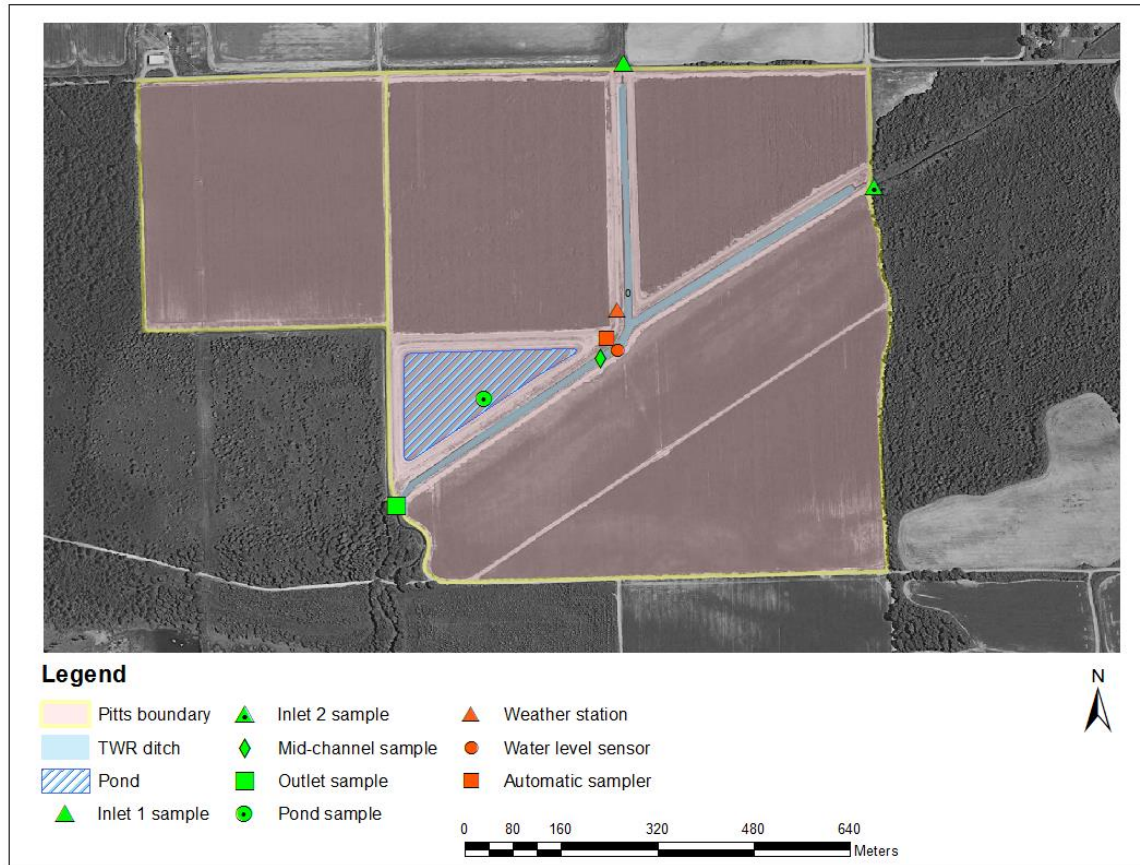 0
Legend
N
Pitts boundary
Inlet 2 sample
Weather station
TWR ditch
Mid-channel sample
Water level sensor
Pond
Outlet sample
Automatic sampler
Inlet 1 sample
Pond sample
0 80 160 320 480 640
Meters